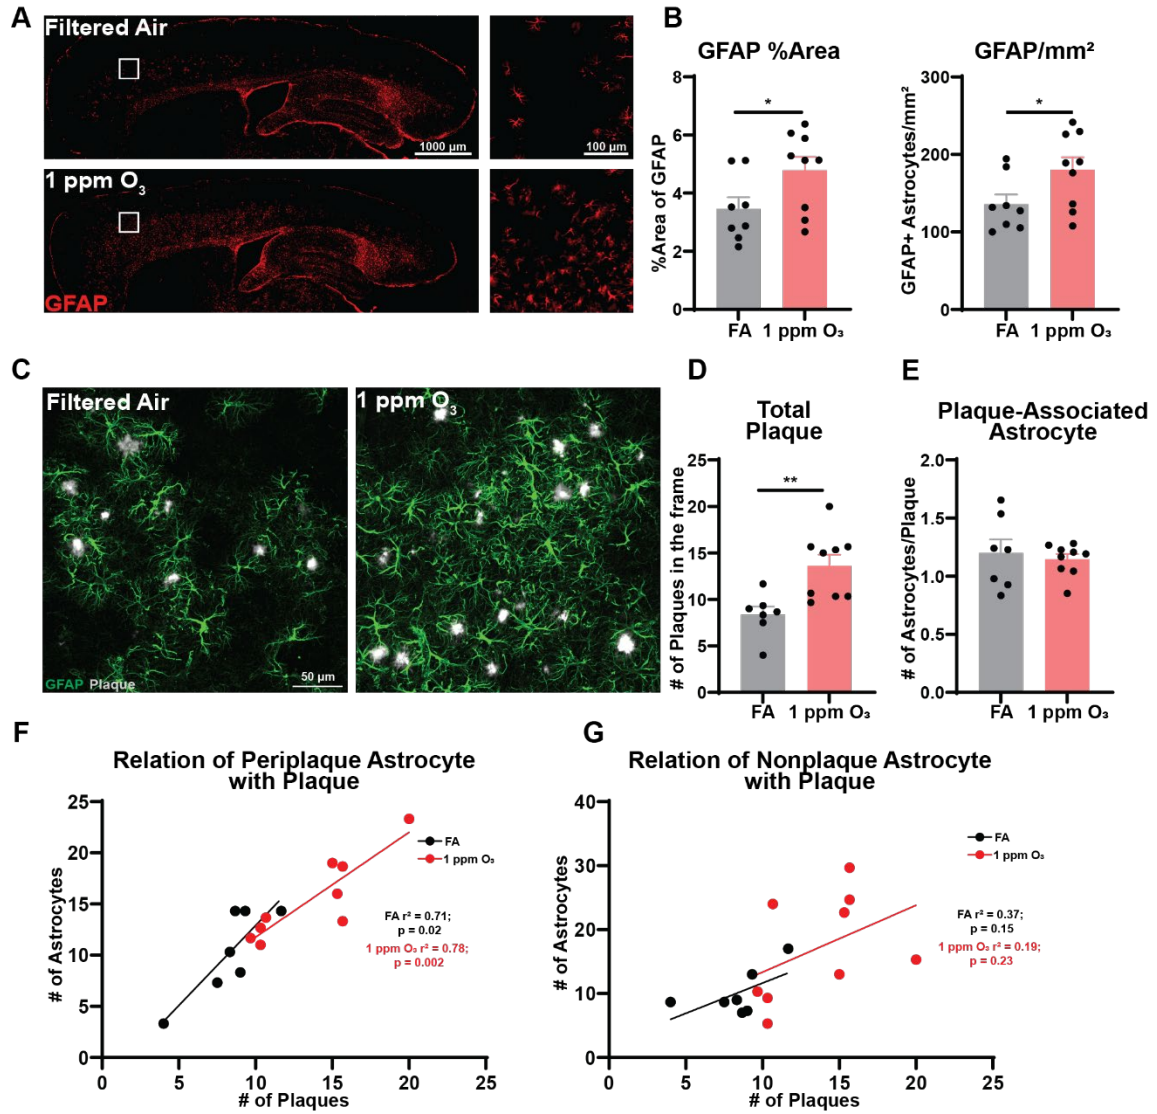 A
Filtered Air
1000 µm
100 µm
1 ppm O₃
GFAP
B
GFAP %Area
%Area of GFAP
8
6
4
2
0
*
FA
1 ppm O₃
GFAP/mm²
GFAP+ Astrocytes/mm²
300
200
100
0
*
FA
1 ppm O₃
C
Filtered Air
GFAP Plaque
50 µm
1 ppm O₃
D
Total
Plaque
# of Plaques in the frame
25
20
15
10
5
0
**
FA
1 ppm O₃
E
Plaque-Associated
Astrocyte
# of Astrocytes/Plaque
2.0
1.5
1.0
0.5
0.0
FA
1 ppm O₃
F
Relation of Periplaque Astrocyte
with Plaque
# of Astrocytes
25
20
15
10
5
0
FA
1 ppm O₃
FA r² = 0.71;
p = 0.02
1 ppm O₃ r² = 0.78;
p = 0.002
0
5
10
15
20
25
# of Plaques
G
Relation of Nonplaque Astrocyte
with Plaque
# of Astrocytes
40
30
20
10
0
FA
1 ppm O₃
FA r² = 0.37;
p = 0.15
1 ppm O₃ r² = 0.19;
p = 0.23
0
5
10
15
20
25
# of Plaques